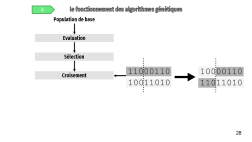 le fonctionnement des algorithmes génétiques
Population de base
Evaluation
Sélection
Croisement
11000110
10011010
10000110
11011010
28